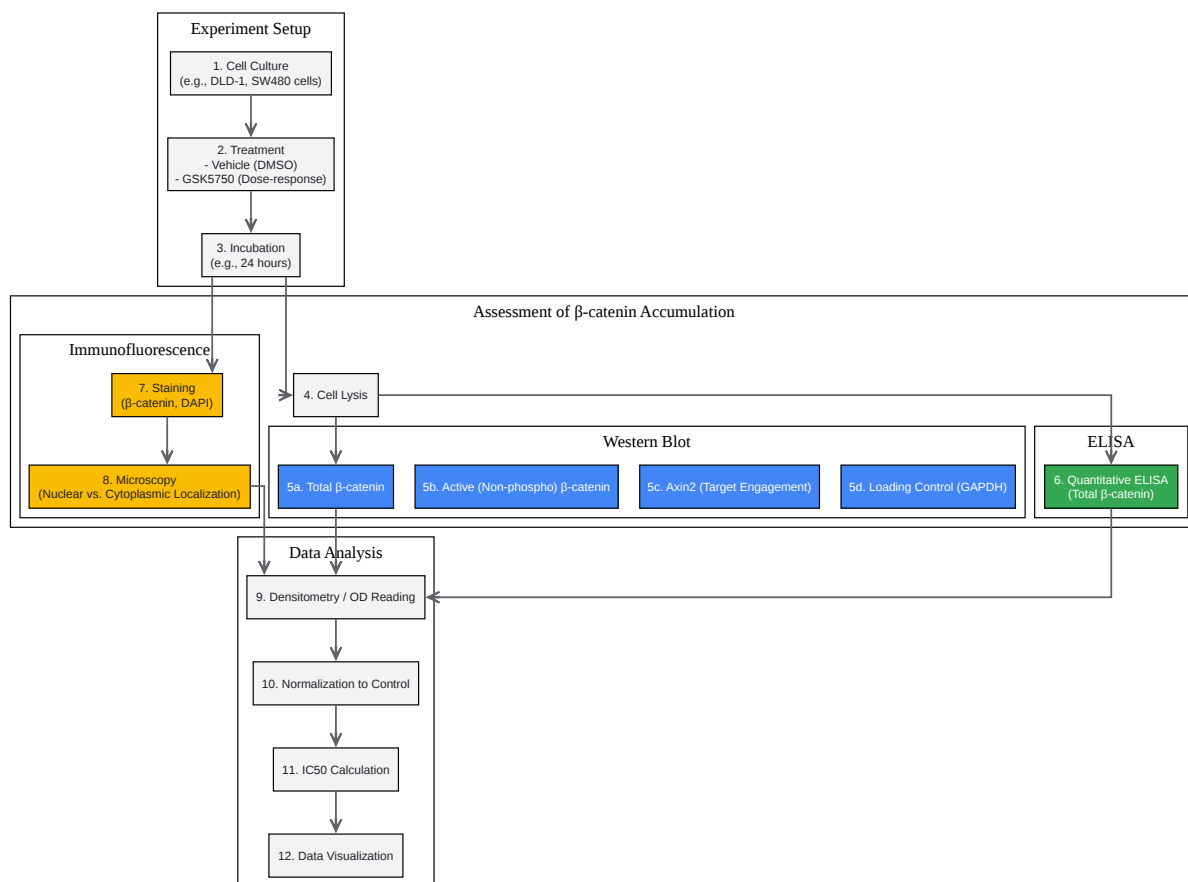 Experiment Setup
1. Cell Culture
(e.g., DLD-1, SW480 cells)
2. Treatment
- Vehicle (DMSO)
- GSK5750 (Dose-response)
3. Incubation
(e.g., 24 hours)
Assessment of β-catenin Accumulation
Immunofluorescence
7. Staining
(β-catenin, DAPI)
8. Microscopy
(Nuclear vs. Cytoplasmic Localization)
4. Cell Lysis
Western Blot
5a. Total β-catenin
5b. Active (Non-phospho) β-catenin
5c. Axin2 (Target Engagement)
5d. Loading Control (GAPDH)
ELISA
6. Quantitative ELISA
(Total β-catenin)
Data Analysis
9. Densitometry / OD Reading
10. Normalization to Control
11. IC50 Calculation
12. Data Visualization